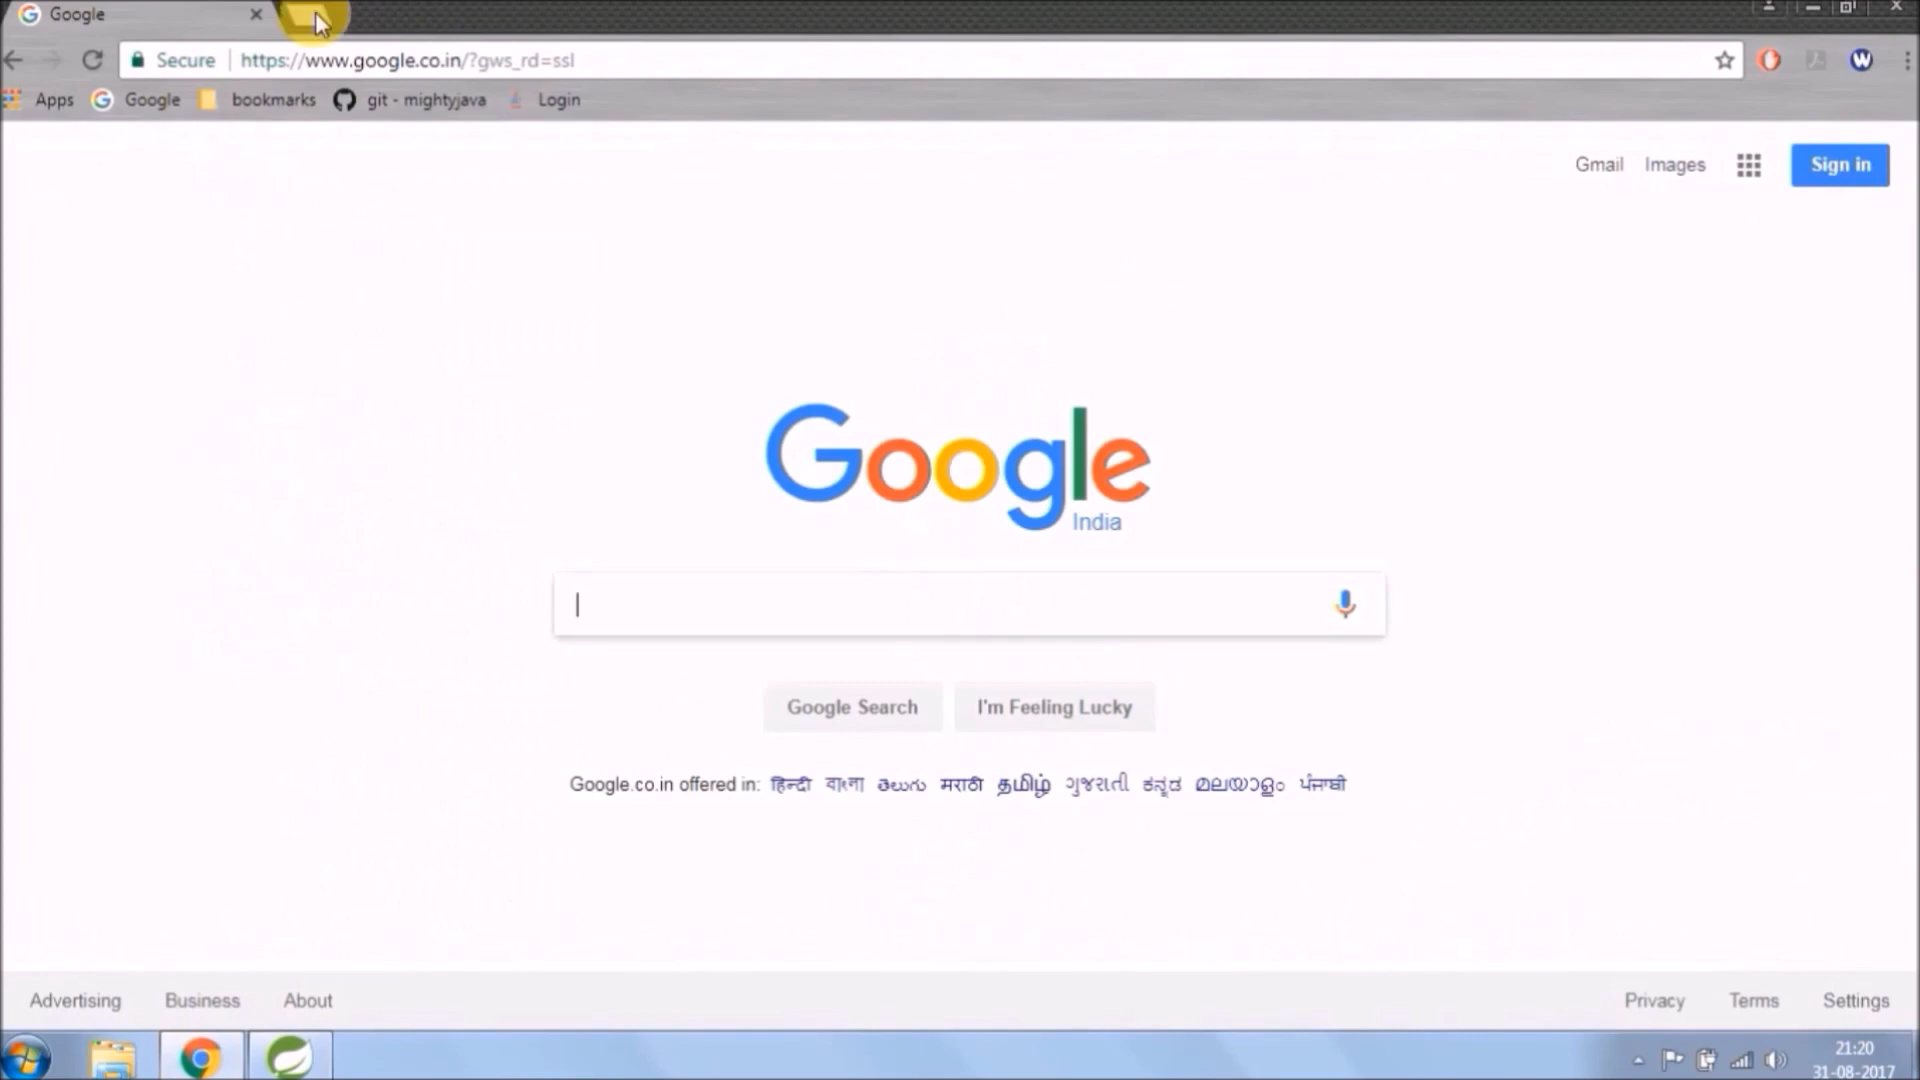 Google
Secure https://www.google.co.in/?gws_rd=ssl
W
Apps Google bookmarks git - mightyjava Login
Gmail Images Sign in
Google
India
Google Search I'm Feeling Lucky
Google.co.in offered in: हिन्दी বাংলা తెలుగు मराठी தமிழ் ગુજરાતી ಕನ್ನಡ മലയാളം ਪੰਜਾਬੀ
Advertising Business About Privacy Terms Settings
21:20
31-08-2017